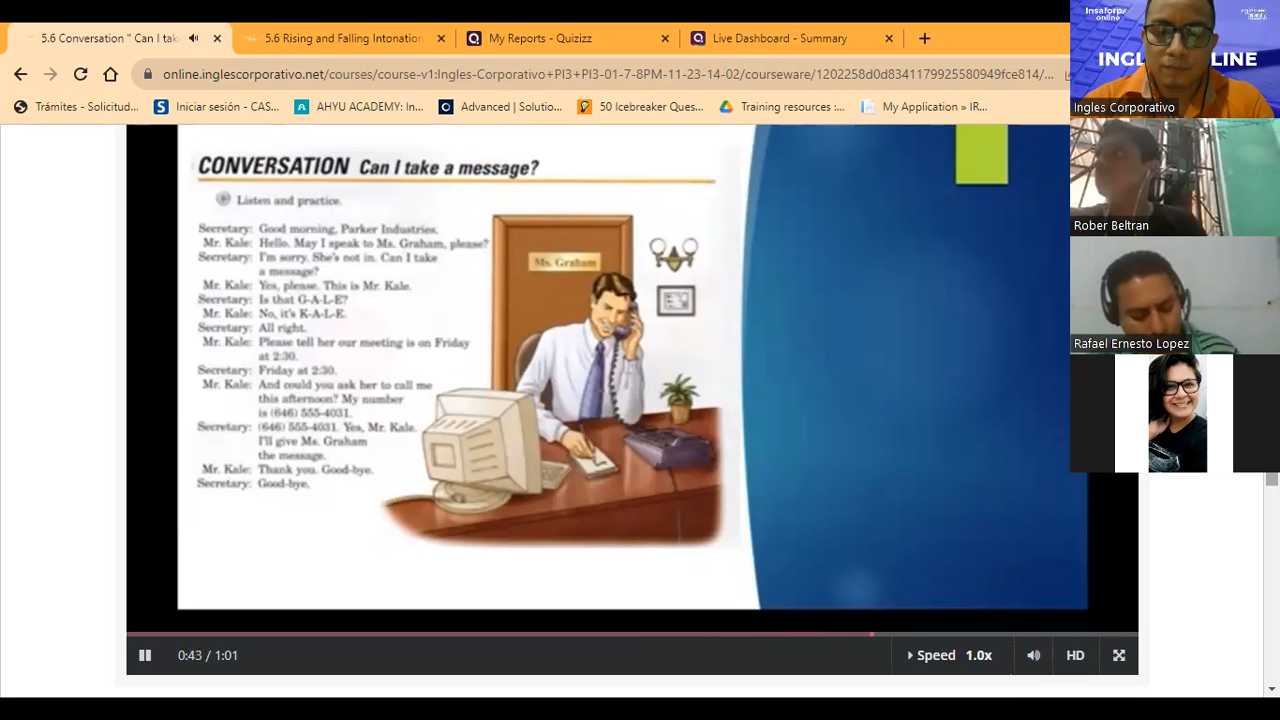 5.6 Conversation " Can I tak
5.6 Rising and Falling Intonation
My Reports - Quizizz
Live Dashboard - Summary
online.inglescorporativo.net/courses/course-v1:Ingles-Corporativo+PI3+PI3-01-7-8PM-11-23-14-02/courseware/1202258d0d8341179925580949fce814/...
Trámites - Solicitud...
Iniciar sesión - CAS...
AHYU ACADEMY: In...
Advanced | Solutio...
50 Icebreaker Ques...
Training resources :...
My Application » IR...
CONVERSATION Can I take a message?
Listen and practice.
Secretary: Good morning, Parker Industries.
Mr. Kale: Hello. May I speak to Ms. Graham, please?
Secretary: I'm sorry. She's not in. Can I take
a message?
Mr. Kale: Yes, please. This is Mr. Kale.
Secretary: Is that G-A-L-E?
Mr. Kale: No, it's K-A-L-E.
Secretary: All right.
Mr. Kale: Please tell her our meeting is on Friday
at 2:30.
Secretary: Friday at 2:30.
Mr. Kale: And could you ask her to call me
this afternoon? My number
is (646) 555-4031.
Secretary: (646) 555-4031. Yes, Mr. Kale.
I'll give Ms. Graham
the message.
Mr. Kale: Thank you. Good-bye.
Secretary: Good-bye.
Ms. Graham
0:43 / 1:01
Speed 1.0x
HD
Insaforp
online
INGL
ONLINE
Ingles Corporativo
Rober Beltran
Rafael Ernesto Lopez